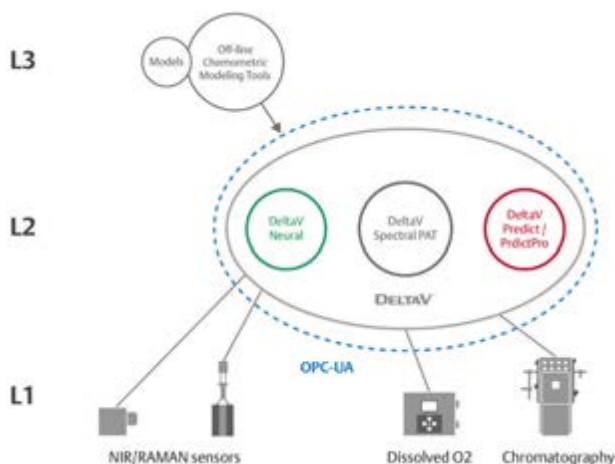 L3
Models
Off-line
Chemometric
Modeling Tools
L2
DeltaV
Neural
DeltaV
Spectral PAT
DeltaV
Predict /
PrdictPro
DELTAV
OPC-UA
L1
NIR/RAMAN sensors
Dissolved O2
Chromatography